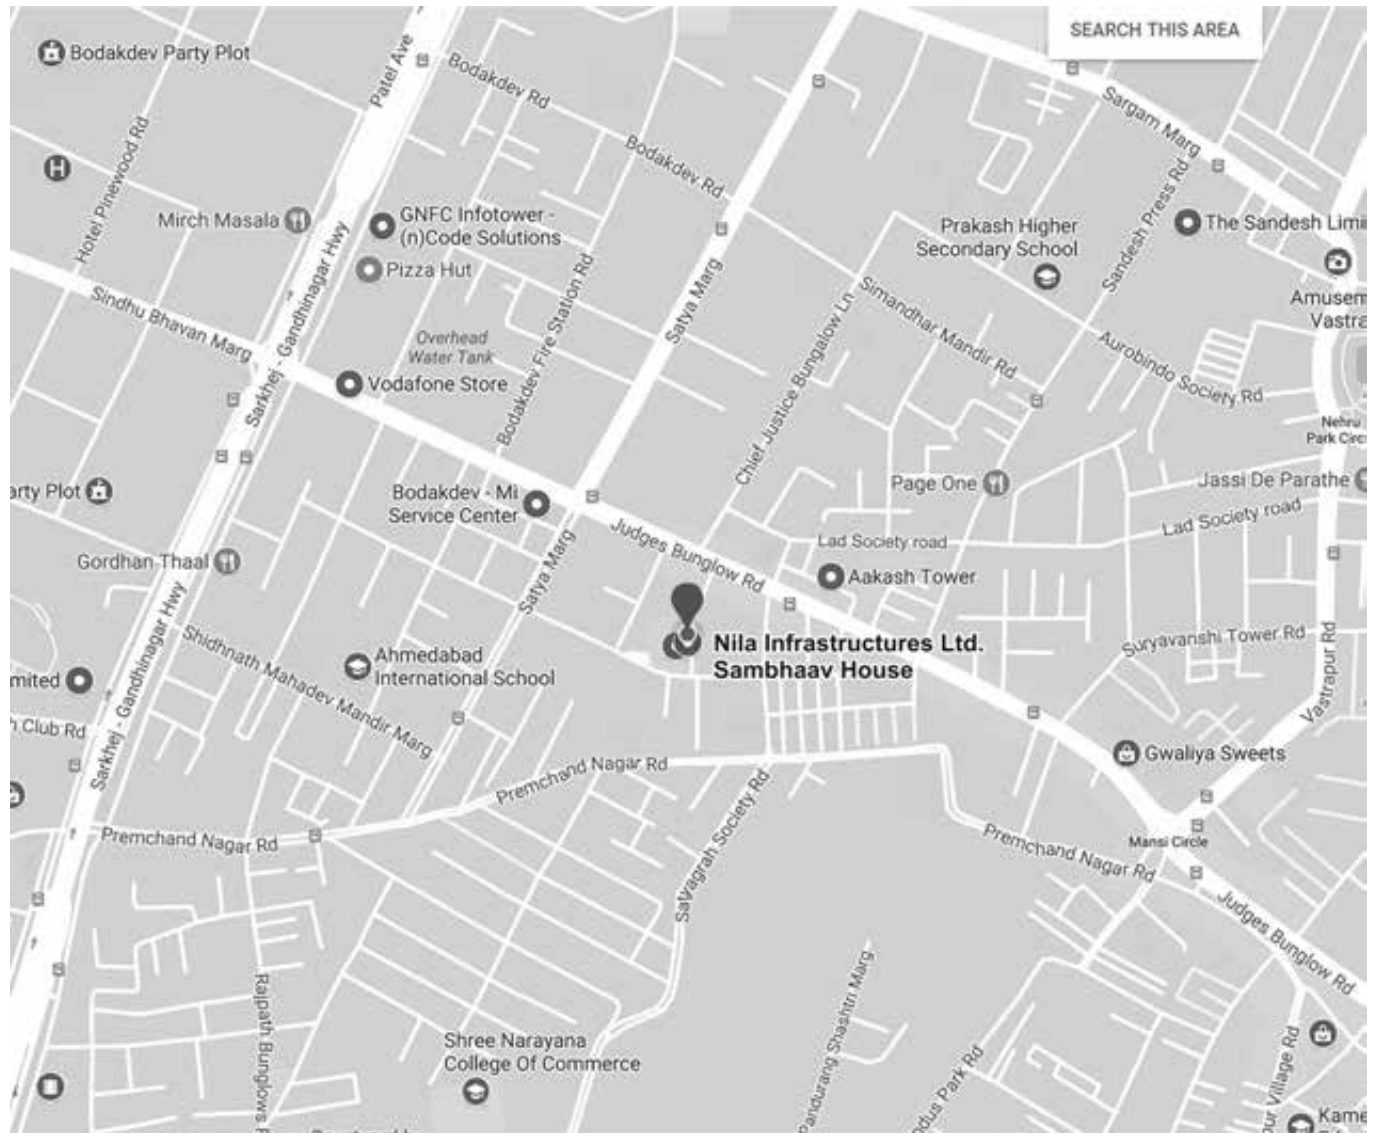 SEARCH THIS AREA
Bodakdev Party Plot
Patel Ave
Bodakdev Rd
Sargam Marg
Hotel Pinewood Rd
Bodakdev Rd
Sandesh Press Rd
Mirch Masala
GNFC Infotower -
(n)Code Solutions
Prakash Higher
Secondary School
The Sandesh Limi
Pizza Hut
Sarkhej - Gandhinagar Hwy
Bodakdev Fire Station Rd
Satya Marg
Sindhu Bhavan Marg
Chief Justice Bungalow Ln
Simandhar Mandir Rd
Amusem
Vastra
Overhead
Water Tank
Aurobindo Society Rd
Vodafone Store
Nehru
Park Circ
arty Plot
Bodakdev - Mi
Service Center
Page One
Jassi De Parathe
Judges Bunglow Rd
Lad Society road
Lad Society road
Gordhan Thaal
Satya Marg
Aakash Tower
Sarkhej - Gandhinagar Hwy
Shidhnath Mahadev Mandir Marg
Ahmedabad
International School
Nila Infrastructures Ltd.
Sambhaav House
Suryavanshi Tower Rd
Vastrapur Rd
mited
h Club Rd
Gwaliya Sweets
Premchand Nagar Rd
Satyagrah Society Rd
Premchand Nagar Rd
Premchand Nagar Rd
Mansi Circle
Judges Bunglow Rd
Rajpath Bunglows
Pandurang Shashtri Marg
Shree Narayana
College Of Commerce
odus Park Rd
pur Village Rd
Kame